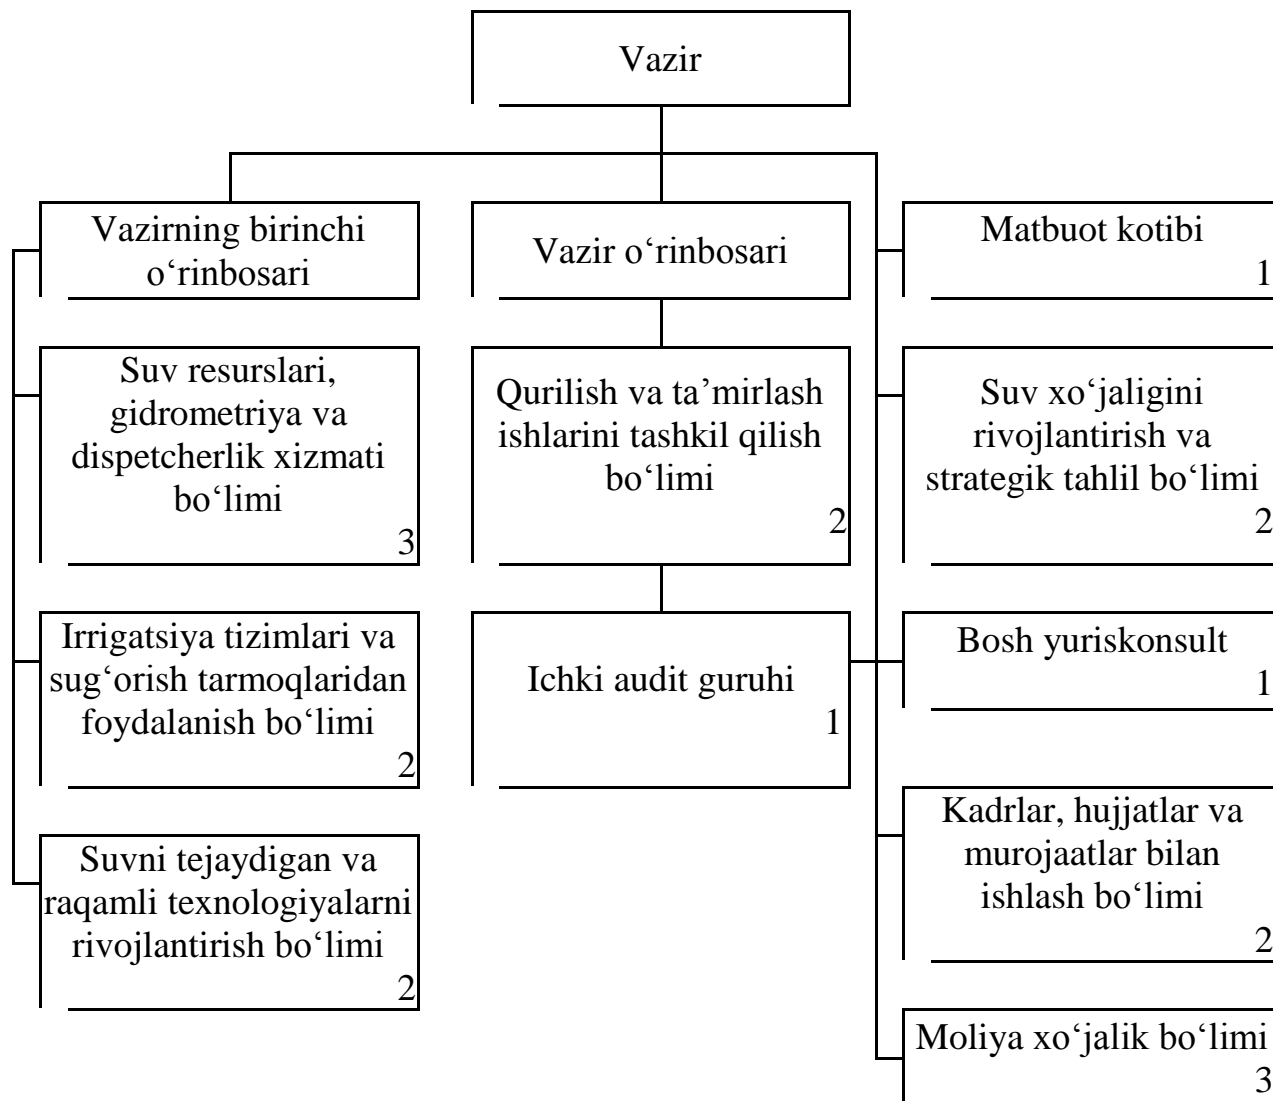 Vazir
Vazirning birinchi
o‘rinbosari
Vazir o‘rinbosari
Matbuot kotibi
1
Suv resurslari,
gidrometriya va
dispetcherlik xizmati
bo‘limi
3
Qurilish va ta’mirlash
ishlarini tashkil qilish
bo‘limi
2
Suv xo‘jaligini
rivojlantirish va
strategik tahlil bo‘limi
2
Irrigatsiya tizimlari va
sug‘orish tarmoqlaridan
foydalanish bo‘limi
2
Ichki audit guruhi
1
Bosh yuriskonsult
1
Suvni tejaydigan va
raqamli texnologiyalarni
rivojlantirish bo‘limi
2
Kadrlar, hujjatlar va
murojaatlar bilan
ishlash bo‘limi
2
Moliya xo‘jalik bo‘limi
3